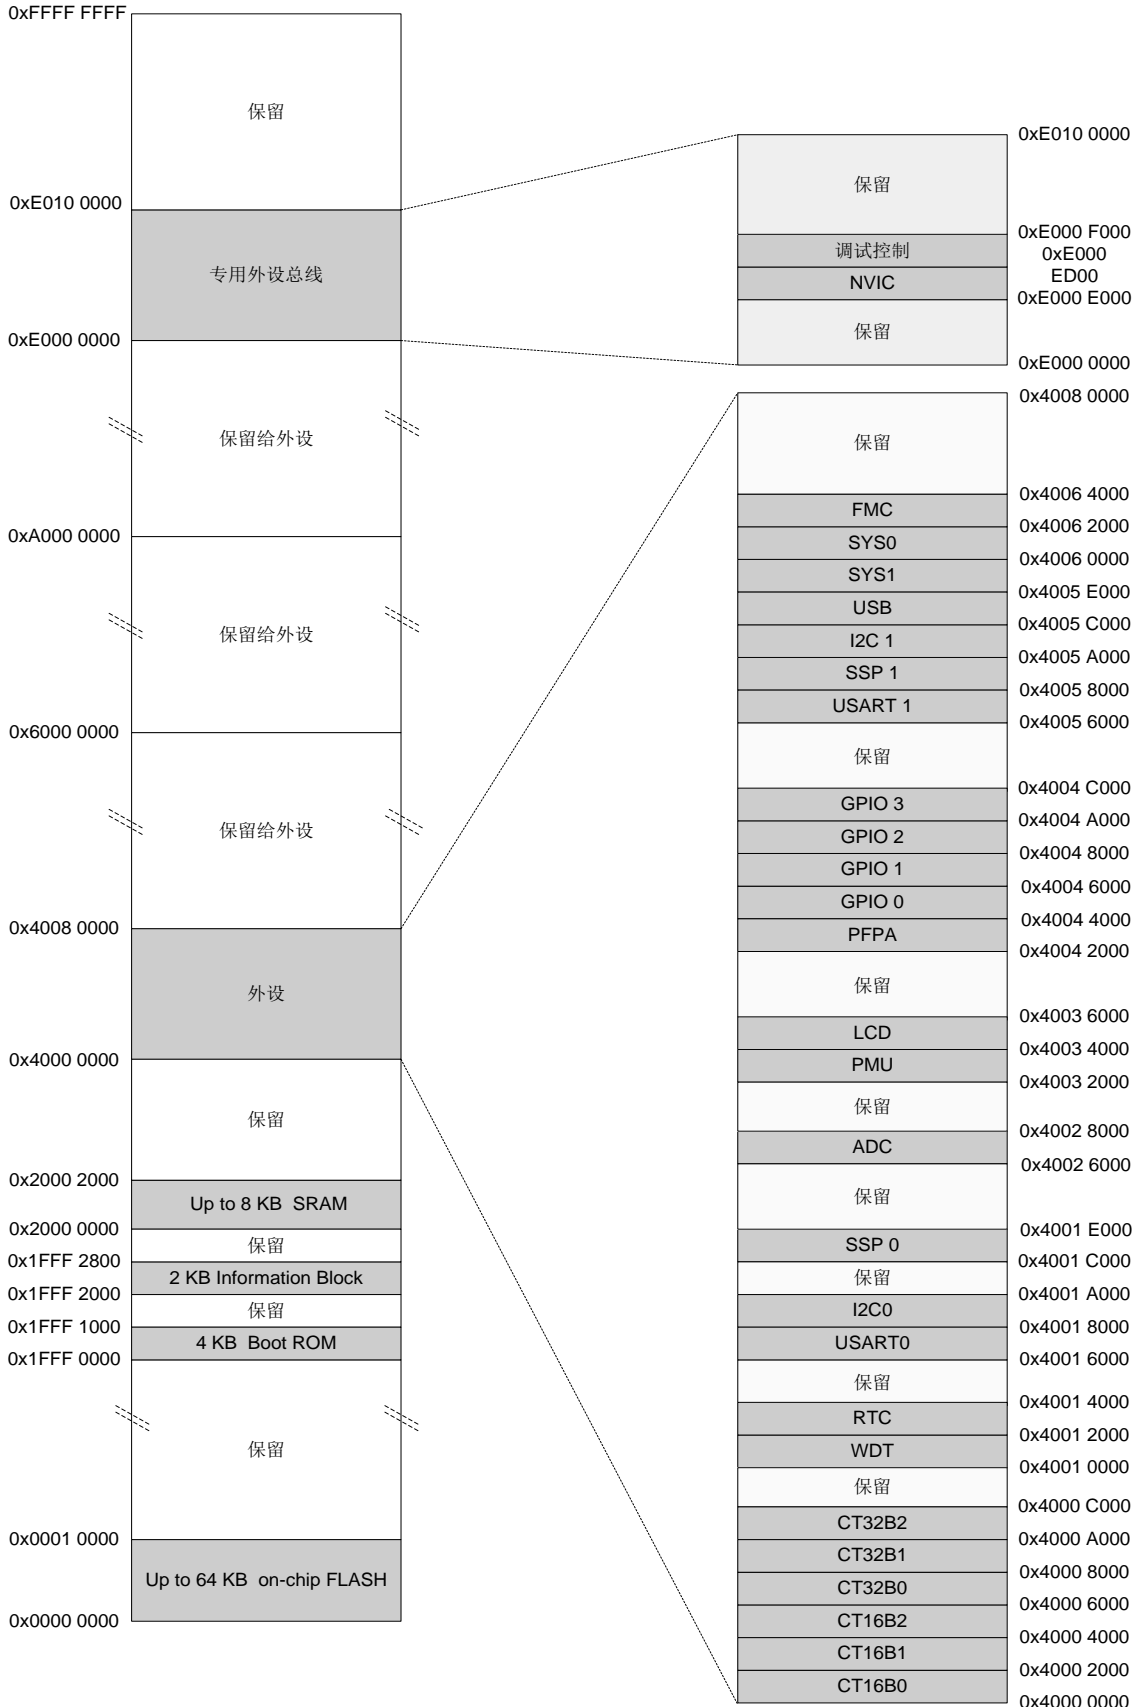 0xFFFF FFFF
保留
0xE010 0000
专用外设总线
0xE000 0000
保留给外设
0xA000 0000
保留给外设
0x6000 0000
保留给外设
0x4008 0000
外设
0x4000 0000
保留
0x2000 2000
Up to 8 KB SRAM
0x2000 0000
保留
0x1FFF 2800
2 KB Information Block
0x1FFF 2000
保留
0x1FFF 1000
4 KB Boot ROM
0x1FFF 0000
保留
0x0001 0000
Up to 64 KB on-chip FLASH
0x0000 0000
0xE010 0000
保留
0xE000 F000
调试控制
0xE000
ED00
NVIC
0xE000 E000
保留
0xE000 0000
0x4008 0000
保留
0x4006 4000
FMC
0x4006 2000
SYS0
0x4006 0000
SYS1
0x4005 E000
USB
0x4005 C000
I2C 1
0x4005 A000
SSP 1
0x4005 8000
USART 1
0x4005 6000
保留
0x4004 C000
GPIO 3
0x4004 A000
GPIO 2
0x4004 8000
GPIO 1
0x4004 6000
GPIO 0
0x4004 4000
PFPA
0x4004 2000
保留
0x4003 6000
LCD
0x4003 4000
PMU
0x4003 2000
保留
0x4002 8000
ADC
0x4002 6000
保留
0x4001 E000
SSP 0
0x4001 C000
保留
0x4001 A000
I2C0
0x4001 8000
USART0
0x4001 6000
保留
0x4001 4000
RTC
0x4001 2000
WDT
0x4001 0000
保留
0x4000 C000
CT32B2
0x4000 A000
CT32B1
0x4000 8000
CT32B0
0x4000 6000
CT16B2
0x4000 4000
CT16B1
0x4000 2000
CT16B0
0x4000 0000